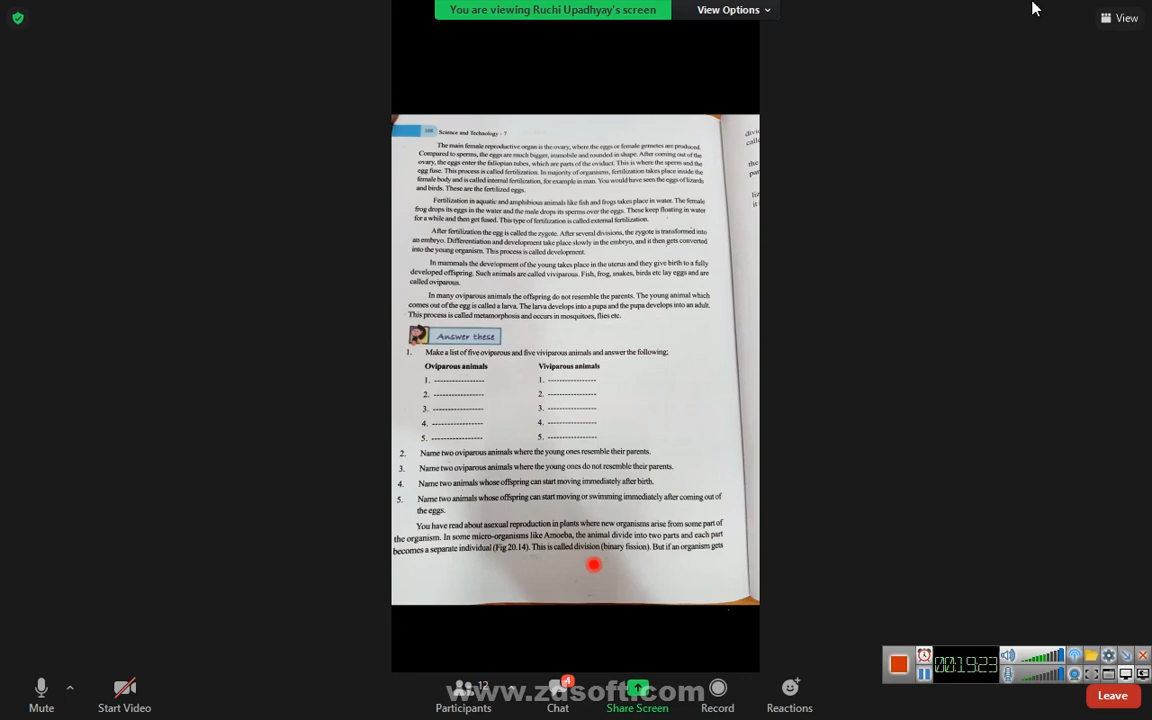 You are viewing Ruchi Upadhyay's screen
View Options
View
108 Science and Technology - 7
The main female reproductive organ is the ovary, where the eggs or female gemetes are produced.
Compared to sperms, the eggs are much bigger, immobile and rounded in shape. After coming out of the
ovary, the eggs enter the fallopian tubes, which are parts of the oviduct. This is where the sperm and the
egg fuse. This process is called fertilization. In majority of organisms, fertilization takes place inside the
female body and is called internal fertilization, for example in man. You would have seen the eggs of lizards
and birds. These are the fertilized eggs.
Fertilization in aquatic and amphibious animals like fish and frogs takes place in water. The female
frog drops its eggs in the water and the male drops its sperms over the eggs. These keep floating in water
for a while and then get fused. This type of fertilization is called external fertilization.
After fertilization the egg is called the zygote. After several divisions, the zygote is transformed into
an embryo. Differentiation and development take place slowly in the embryo, and it then gets converted
into the young organism. This process is called development.
In mammals the development of the young takes place in the uterus and they give birth to a fully
developed offspring. Such animals are called viviparous. Fish, frog, snakes, birds etc lay eggs and are
called oviparous.
In many oviparous animals the offspring do not resemble the parents. The young animal which
comes out of the egg is called a larva. The larva develops into a pupa and the pupa develops into an adult.
This process is called metamorphosis and occurs in mosquitoes, flies etc.
Answer these
1. Make a list of five oviparous and five viviparous animals and answer the following;
Oviparous animals Viviparous animals
1. ----------------- 1. ----------------
2. ----------------- 2. ----------------
3. ----------------- 3. ----------------
4. ----------------- 4. ----------------
5. ----------------- 5. ----------------
2. Name two oviparous animals where the young ones resemble their parents.
3. Name two oviparous animals where the young ones do not resemble their parents.
4. Name two animals whose offspring can start moving immediately after birth.
5. Name two animals whose offspring can start moving or swimming immediately after coming out of
the eggs.
You have read about asexual reproduction in plants where new organisms arise from some part of
the organism. In some micro-organisms like Amoeba, the animal divide into two parts and each part
becomes a separate individual (Fig 20.14). This is called division (binary fission). But if an organism gets
00:19:23
Mute
Start Video
12
Participants
4
Chat
Share Screen
Record
Reactions
Leave
www.zdsoft.com